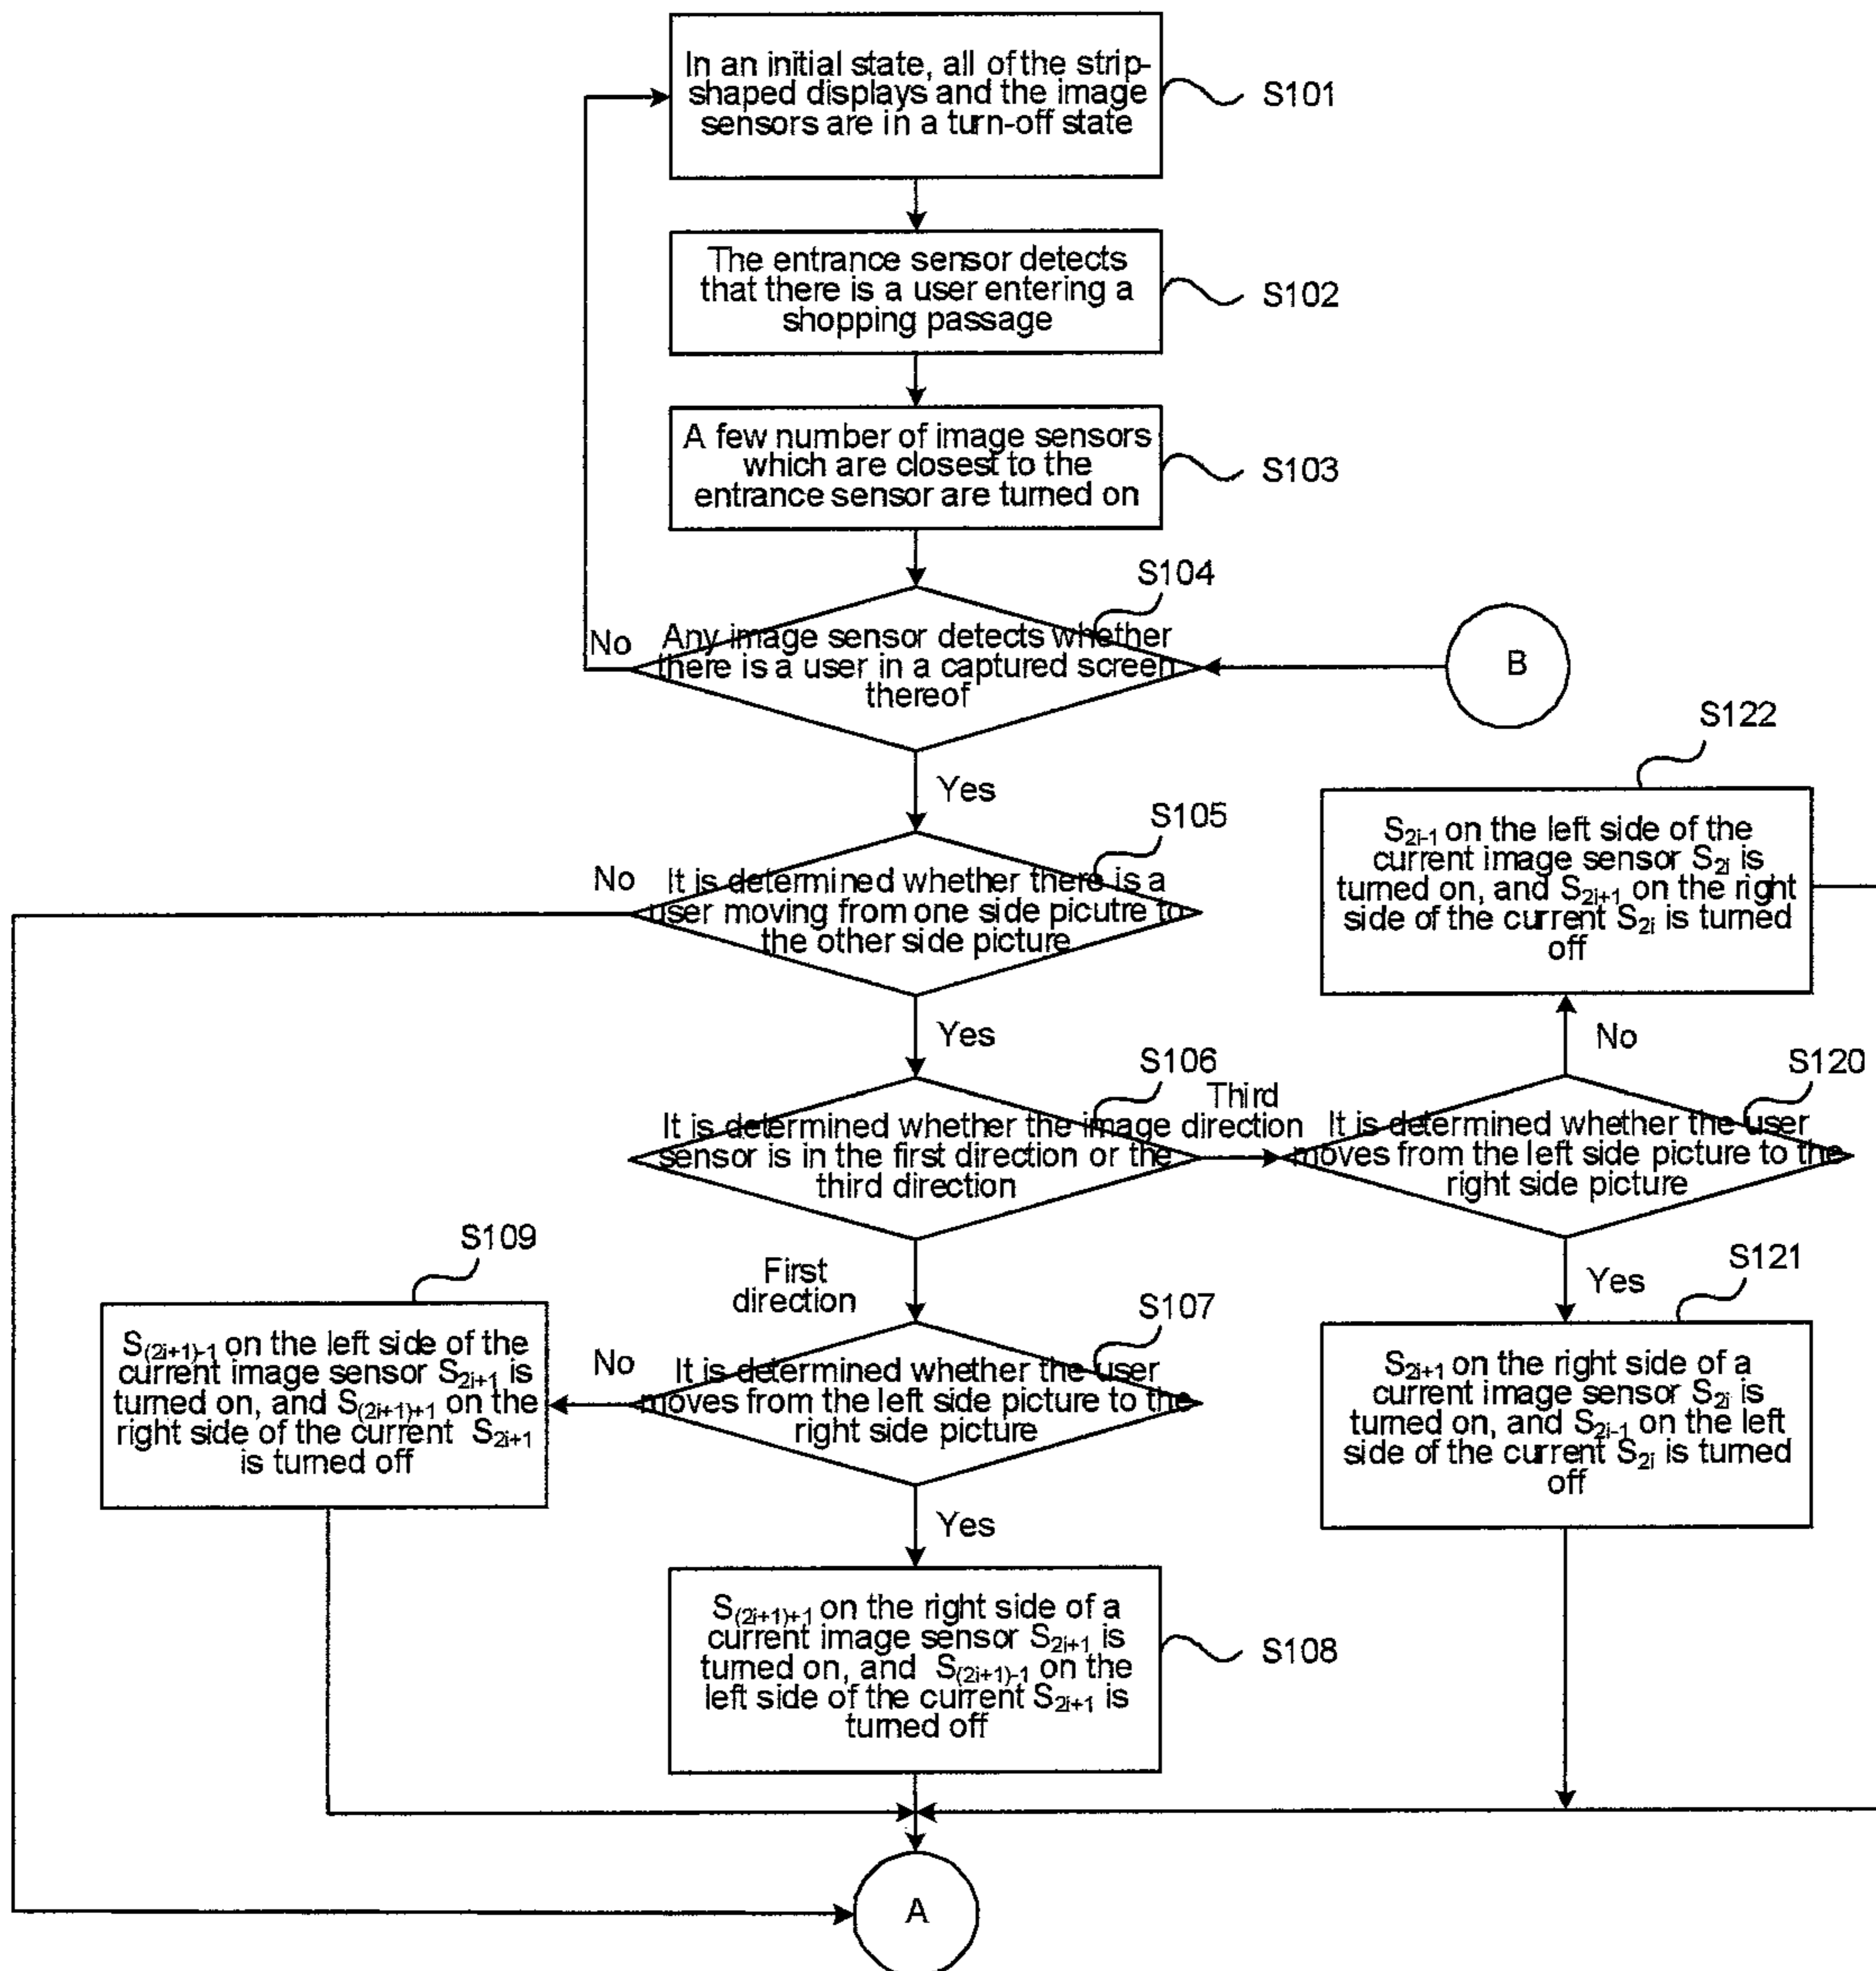 In an initial state, all of the strip-
shaped displays and the image
sensors are in a turn-off state
S101
The entrance sensor detects
that there is a user entering a
shopping passage
S102
A few number of image sensors
which are closest to the
entrance sensor are turned on
S103
S104
No
Any image sensor detects whether
there is a user in a captured screen
thereof
B
Yes
S122
S2i-1 on the left side of the
current image sensor S2i is
turned on, and S2i+1 on the right
side of the current S2i is turned
off
S105
No
It is determined whether there is a
user moving from one side picutre to
the other side picture
Yes
No
S106
S120
Third
direction
It is determined whether the image
sensor is in the first direction or the
third direction
It is determined whether the user
moves from the left side picture to the
right side picture
First
direction
Yes
S109
S(2i+1)-1 on the left side of the
current image sensor S2i+1 is
turned on, and S(2i+1)+1 on the
right side of the current S2i+1
is turned off
S107
No
It is determined whether the user
moves from the left side picture to the
right side picture
S121
S2i+1 on the right side of a
current image sensor S2i is
turned on, and S2i-1 on the left
side of the current S2i is turned
off
Yes
S(2i+1)+1 on the right side of a
current image sensor S2i+1 is
turned on, and S(2i+1)-1 on the
left side of the current S2i+1 is
turned off
S108
A